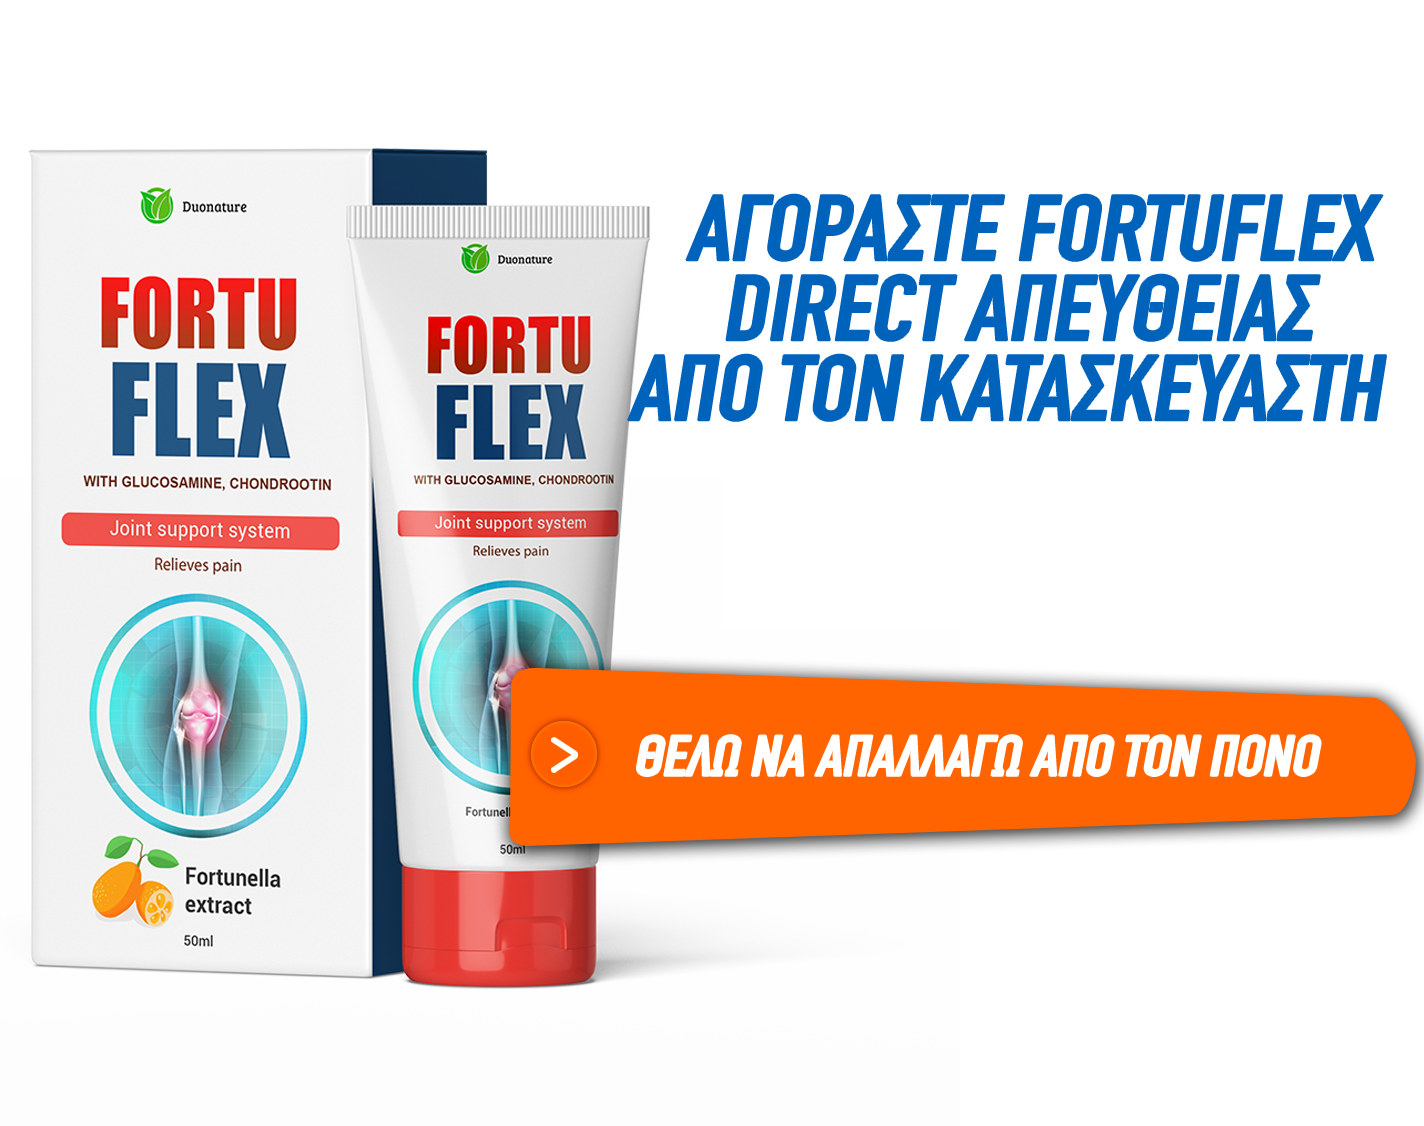 Duonature
FORTU
FLEX
WITH GLUCOSAMINE, CHONDROOTIN
Joint support system
Relieves pain
Fortunella
extract
50ml
Duonature
FORTU
FLEX
WITH GLUCOSAMINE, CHONDROOTIN
Joint support system
Relieves pain
50ml
ΑΓΟΡΑΣΤΕ FORTUFLEX
DIRECT ΑΠΕΥΘΕΙΑΣ
ΑΠΟ ΤΟΝ ΚΑΤΑΣΚΕΥΑΣΤΗ
ΘΕΛΩ ΝΑ ΑΠΑΛΛΑΓΩ ΑΠΟ ΤΟΝ ΠΟΝΟ